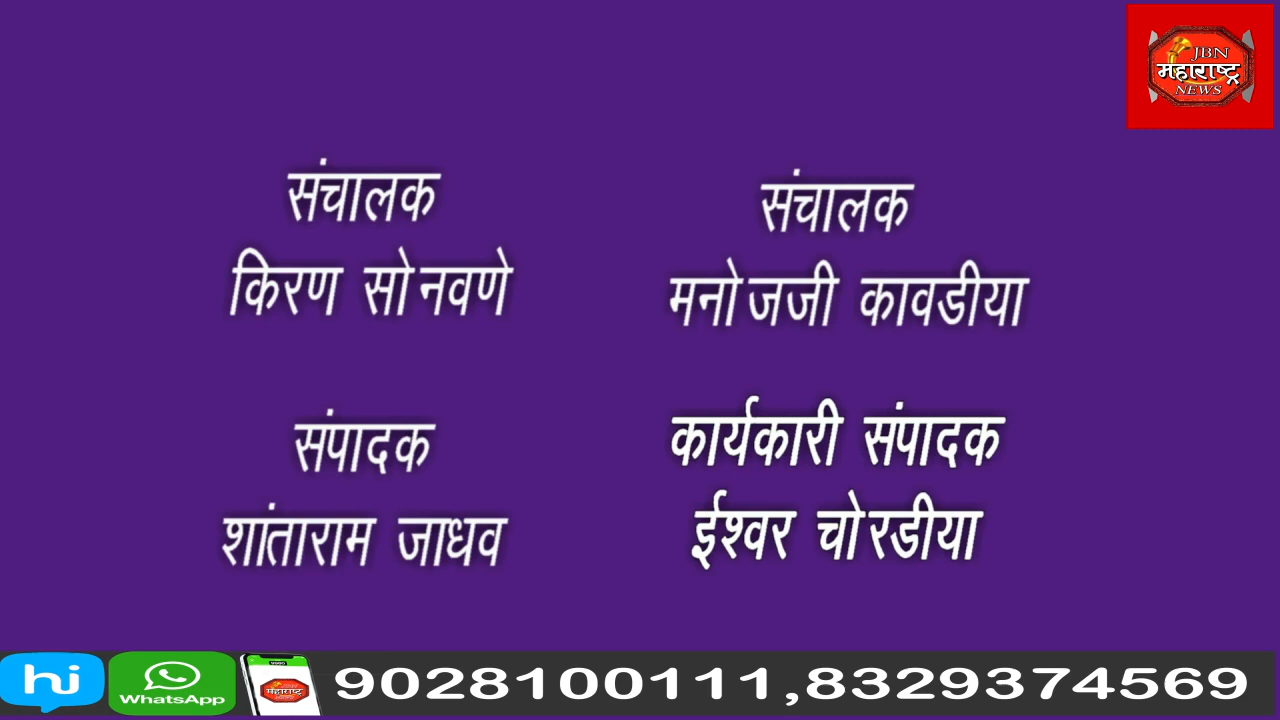 JBN
महाराष्ट्र
NEWS
संचालक
किरण सोनवणे
संचालक
मनोजजी कावडीया
संपादक
शांताराम जाधव
कार्यकारी संपादक
ईश्वर चोरडीया
hi
WhatsApp
महाराष्ट्र
9028100111,8329374569